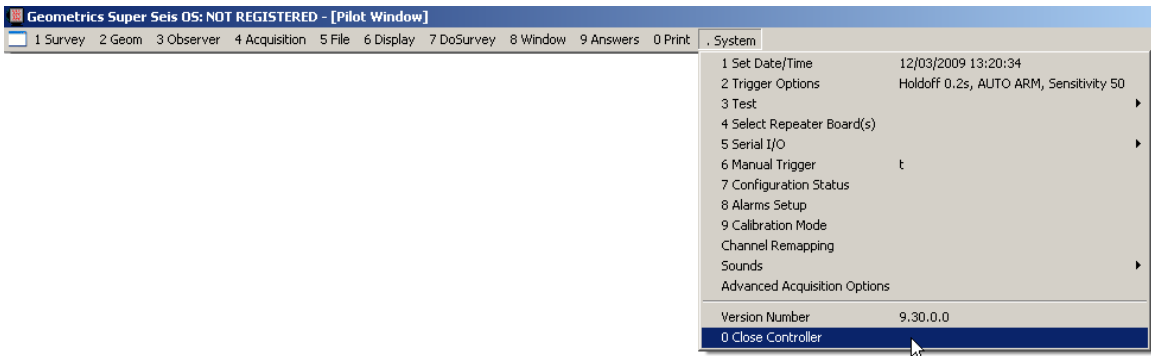 Geometrics Super Seis OS: NOT REGISTERED - [Pilot Window]
1 Survey 2 Geom 3 Observer 4 Acquisition 5 File 6 Display 7 DoSurvey 8 Window 9 Answers 0 Print . System
1 Set Date/Time 12/03/2009 13:20:34
2 Trigger Options Holdoff 0.2s, AUTO ARM, Sensitivity 50
3 Test
4 Select Repeater Board(s)
5 Serial I/O
6 Manual Trigger t
7 Configuration Status
8 Alarms Setup
9 Calibration Mode
Channel Remapping
Sounds
Advanced Acquisition Options
Version Number 9.30.0.0
0 Close Controller